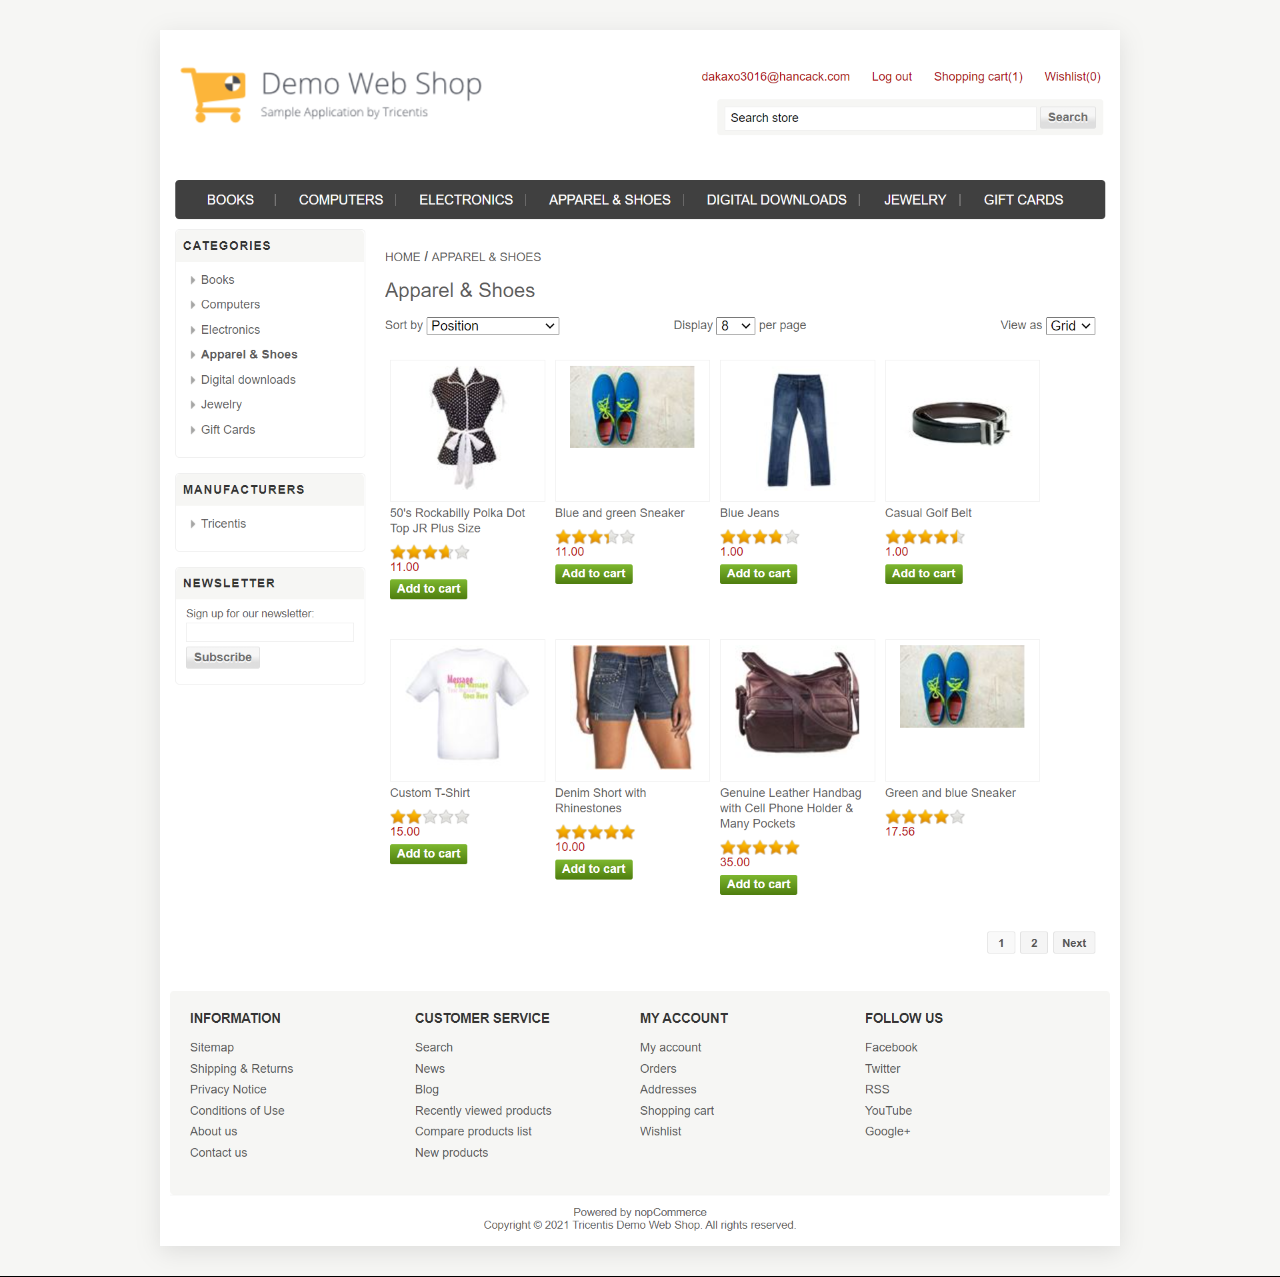 Demo Web Shop
Sample Application by Tricentis
dakaxo3016@hancack.com Log out Shopping cart(1) Wishlist(0)
Search store Search
BOOKS COMPUTERS ELECTRONICS APPAREL & SHOES DIGITAL DOWNLOADS JEWELRY GIFT CARDS
CATEGORIES
Books
Computers
Electronics
Apparel & Shoes
Digital downloads
Jewelry
Gift Cards
MANUFACTURERS
Tricentis
NEWSLETTER
Sign up for our newsletter:
Subscribe
HOME / APPAREL & SHOES
Apparel & Shoes
Sort by Position Display 8 per page View as Grid
50's Rockabilly Polka Dot
Top JR Plus Size
11.00
Add to cart
Blue and green Sneaker
11.00
Add to cart
Blue Jeans
1.00
Add to cart
Casual Golf Belt
1.00
Add to cart
Message
Your Message
Goes Here
Custom T-Shirt
15.00
Add to cart
Denim Short with
Rhinestones
10.00
Add to cart
Genuine Leather Handbag
with Cell Phone Holder &
Many Pockets
35.00
Add to cart
Green and blue Sneaker
17.56
1 2 Next
INFORMATION
Sitemap
Shipping & Returns
Privacy Notice
Conditions of Use
About us
Contact us
CUSTOMER SERVICE
Search
News
Blog
Recently viewed products
Compare products list
New products
MY ACCOUNT
My account
Orders
Addresses
Shopping cart
Wishlist
FOLLOW US
Facebook
Twitter
RSS
YouTube
Google+
Powered by nopCommerce
Copyright © 2021 Tricentis Demo Web Shop. All rights reserved.